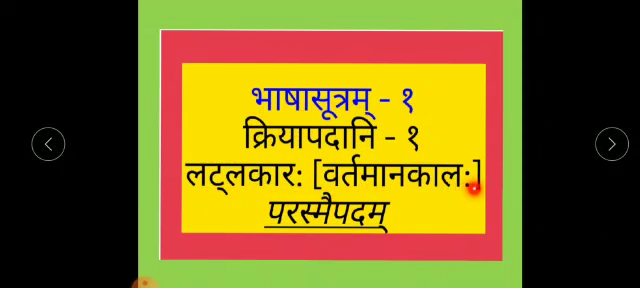 भाषासूत्रम् - १
क्रियापदानि - १
लट्लकार: [वर्तमानकाल:]
परस्मैपदम्